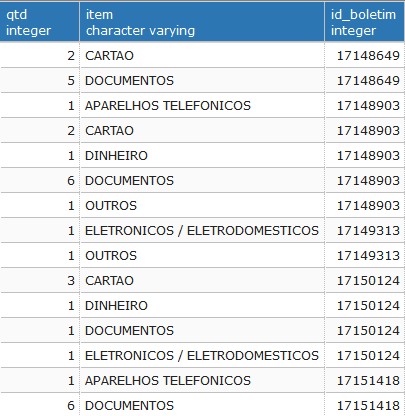 qtd item id_boletim
integer character varying integer
2 CARTAO 17148649
5 DOCUMENTOS 17148649
1 APARELHOS TELEFONICOS 17148903
2 CARTAO 17148903
1 DINHEIRO 17148903
6 DOCUMENTOS 17148903
1 OUTROS 17148903
1 ELETRONICOS / ELETRODOMESTICOS 17149313
1 OUTROS 17149313
3 CARTAO 17150124
1 DINHEIRO 17150124
1 DOCUMENTOS 17150124
1 ELETRONICOS / ELETRODOMESTICOS 17150124
1 APARELHOS TELEFONICOS 17151418
6 DOCUMENTOS 17151418